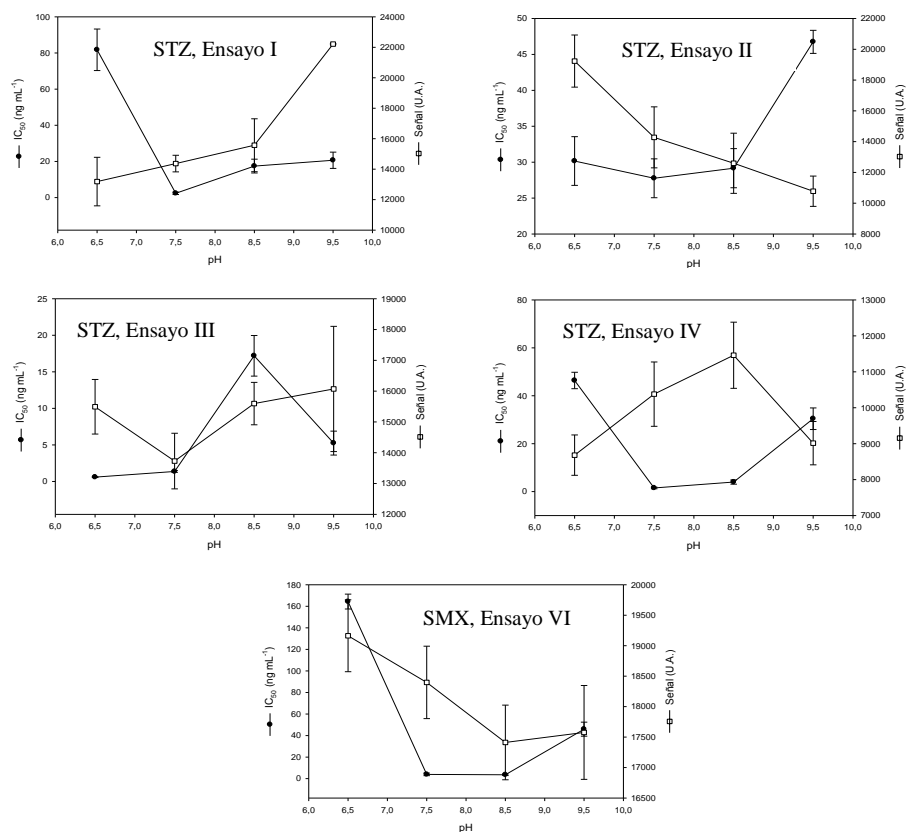 STZ, Ensayo I
IC50 (ng mL-1)
100
80
60
40
20
0
Señal (U.A.)
24000
22000
20000
18000
16000
14000
12000
10000
6,0 6,5 7,0 7,5 8,0 8,5 9,0 9,5 10,0
pH
STZ, Ensayo II
IC50 (ng mL-1)
50
45
40
35
30
25
20
Señal (U.A.)
22000
20000
18000
16000
14000
12000
10000
8000
6,0 6,5 7,0 7,5 8,0 8,5 9,0 9,5 10,0
pH
STZ, Ensayo III
IC50 (ng mL-1)
25
20
15
10
5
0
Señal (U.A.)
19000
18000
17000
16000
15000
14000
13000
12000
6,0 6,5 7,0 7,5 8,0 8,5 9,0 9,5 10,0
pH
STZ, Ensayo IV
IC50 (ng mL-1)
80
60
40
20
0
Señal (U.A.)
13000
12000
11000
10000
9000
8000
7000
6,0 6,5 7,0 7,5 8,0 8,5 9,0 9,5 10,0
pH
SMX, Ensayo VI
IC50 (ng mL-1)
180
160
140
120
100
80
60
40
20
0
Señal (U.A.)
20000
19500
19000
18500
18000
17500
17000
16500
6,0 6,5 7,0 7,5 8,0 8,5 9,0 9,5 10,0
pH